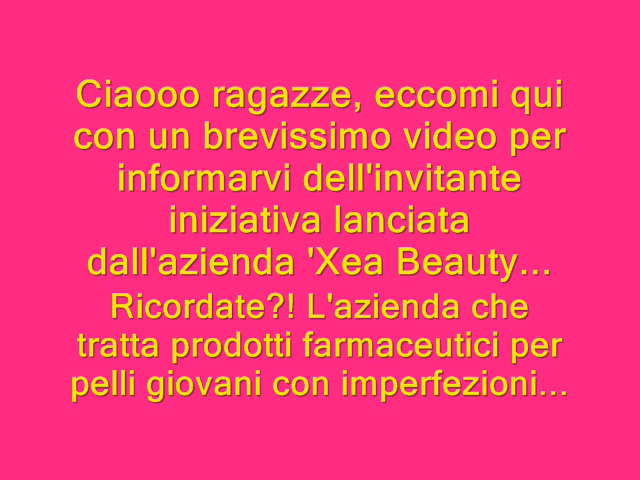 Ciaooo ragazze, eccomi qui
con un brevissimo video per
informarvi dell'invitante
iniziativa lanciata
dall'azienda 'Xea Beauty...
Ricordate?! L'azienda che
tratta prodotti farmaceutici per
pelli giovani con imperfezioni...